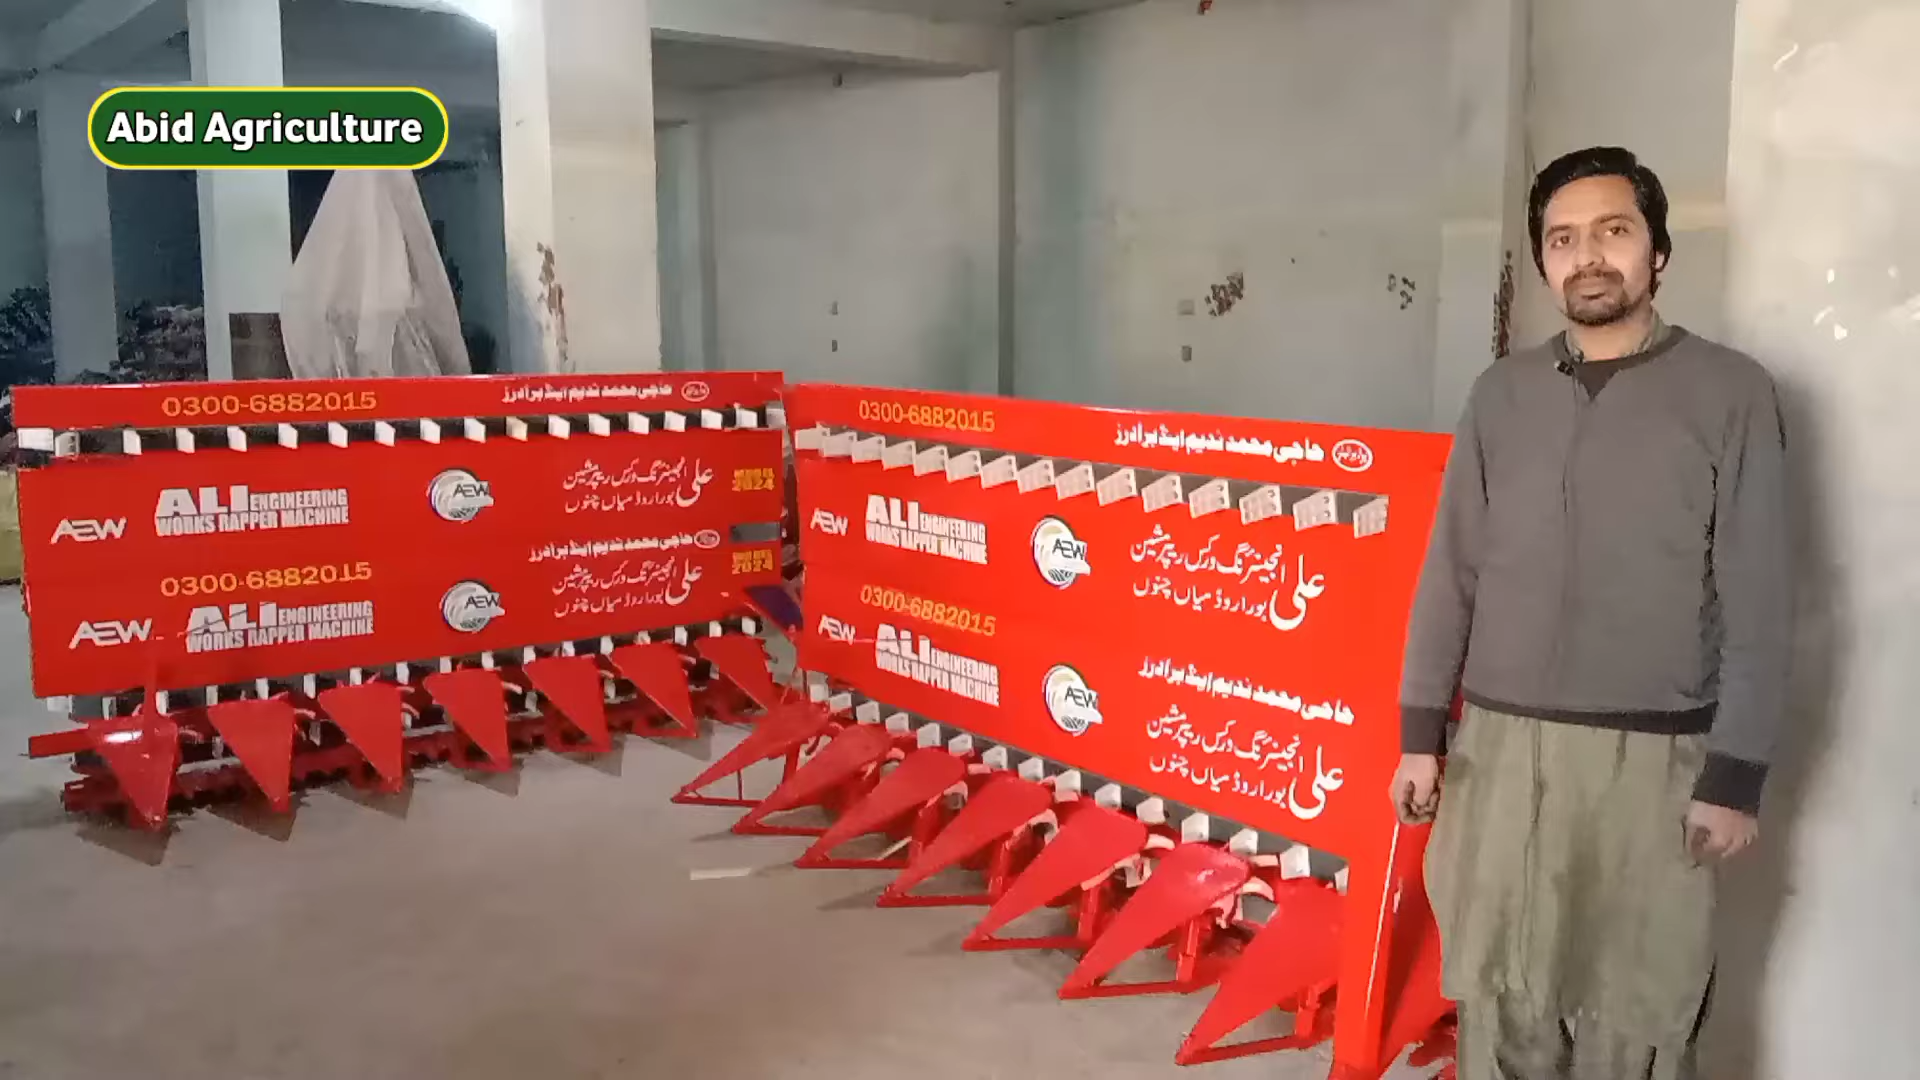 Abid Agriculture
0300-6882015
حاجی محمد ندیم اینڈ برادرز
AEW
ALI ENGINEERING
WORKS RAPPER MACHINE
AEW
علی انجینئرنگ ورکس ریپر مشین
بورا روڈ میاں چنوں
2024
حاجی محمد ندیم اینڈ برادرز
0300-6882015
AEW
ALI ENGINEERING
WORKS RAPPER MACHINE
AEW
علی انجینئرنگ ورکس ریپر مشین
بورا روڈ میاں چنوں
2024
0300-6882015
حاجی محمد ندیم اینڈ برادرز
AEW
ALI ENGINEERING
WORKS RAPPER MACHINE
AEW
علی انجینئرنگ ورکس ریپر مشین
بورا روڈ میاں چنوں
0300-6882015
حاجی محمد ندیم اینڈ برادرز
AEW
ALI ENGINEERING
WORKS RAPPER MACHINE
AEW
علی انجینئرنگ ورکس ریپر مشین
بورا روڈ میاں چنوں